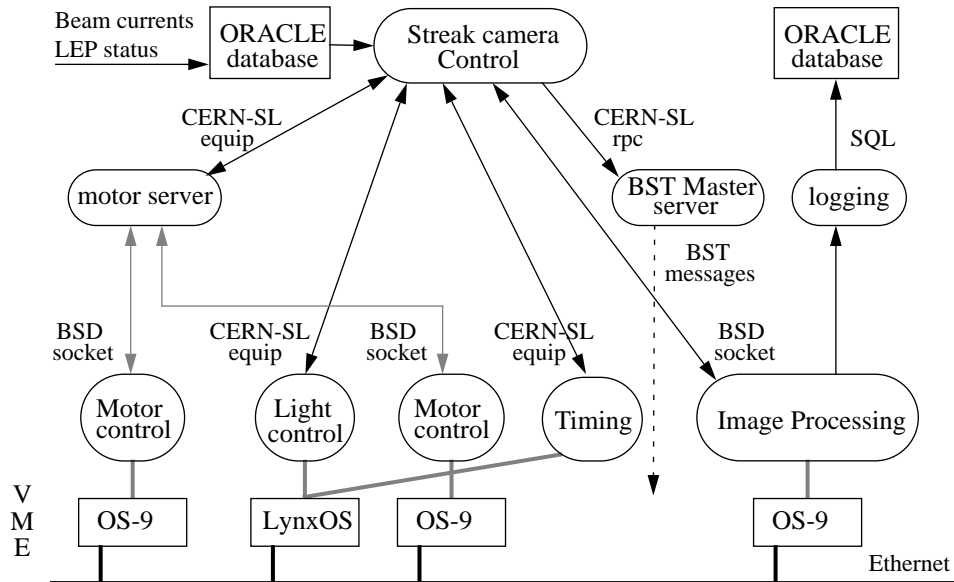 Beam currents
LEP status
ORACLE
database
Streak camera
Control
ORACLE
database
CERN-SL
equip
CERN-SL
rpc
SQL
motor server
BST Master
server
logging
BST
messages
BSD
socket
CERN-SL
equip
BSD
socket
CERN-SL
equip
BSD
socket
Motor
control
Light
control
Motor
control
Timing
Image Processing
V
M
E
OS-9
LynxOS
OS-9
OS-9
Ethernet